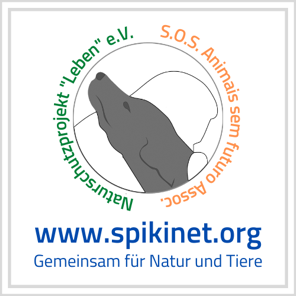 Naturschutzprojekt "Leben" e.V.
S.O.S. Animais sem futuro Assoc.
www.spikinet.org
Gemeinsam für Natur und Tiere